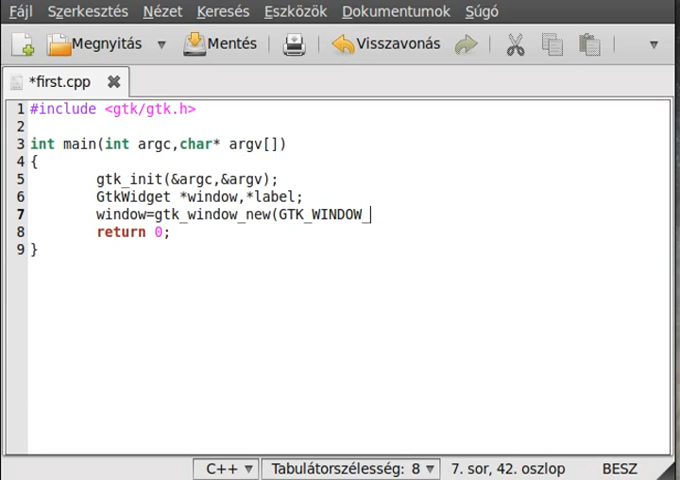 Fájl Szerkesztés Nézet Keresés Eszközök Dokumentumok Súgó
Megnyitás Mentés Visszavonás
*first.cpp
1 #include <gtk/gtk.h>
2
3 int main(int argc,char* argv[])
4 {
5 gtk_init(&argc,&argv);
6 GtkWidget *window,*label;
7 window=gtk_window_new(GTK_WINDOW_
8 return 0;
9 }
C++ Tabulátorszélesség: 8 7. sor, 42. oszlop BESZ